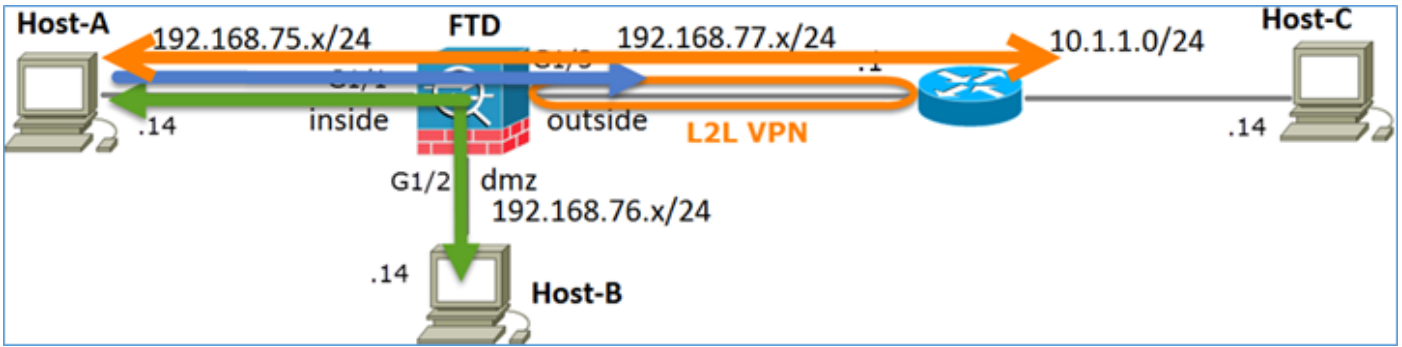 Host-A
192.168.75.x/24
FTD
192.168.77.x/24
10.1.1.0/24
Host-C
G1/1
G1/3
.1
.14
inside
outside
L2L VPN
.14
G1/2
dmz
192.168.76.x/24
.14
Host-B